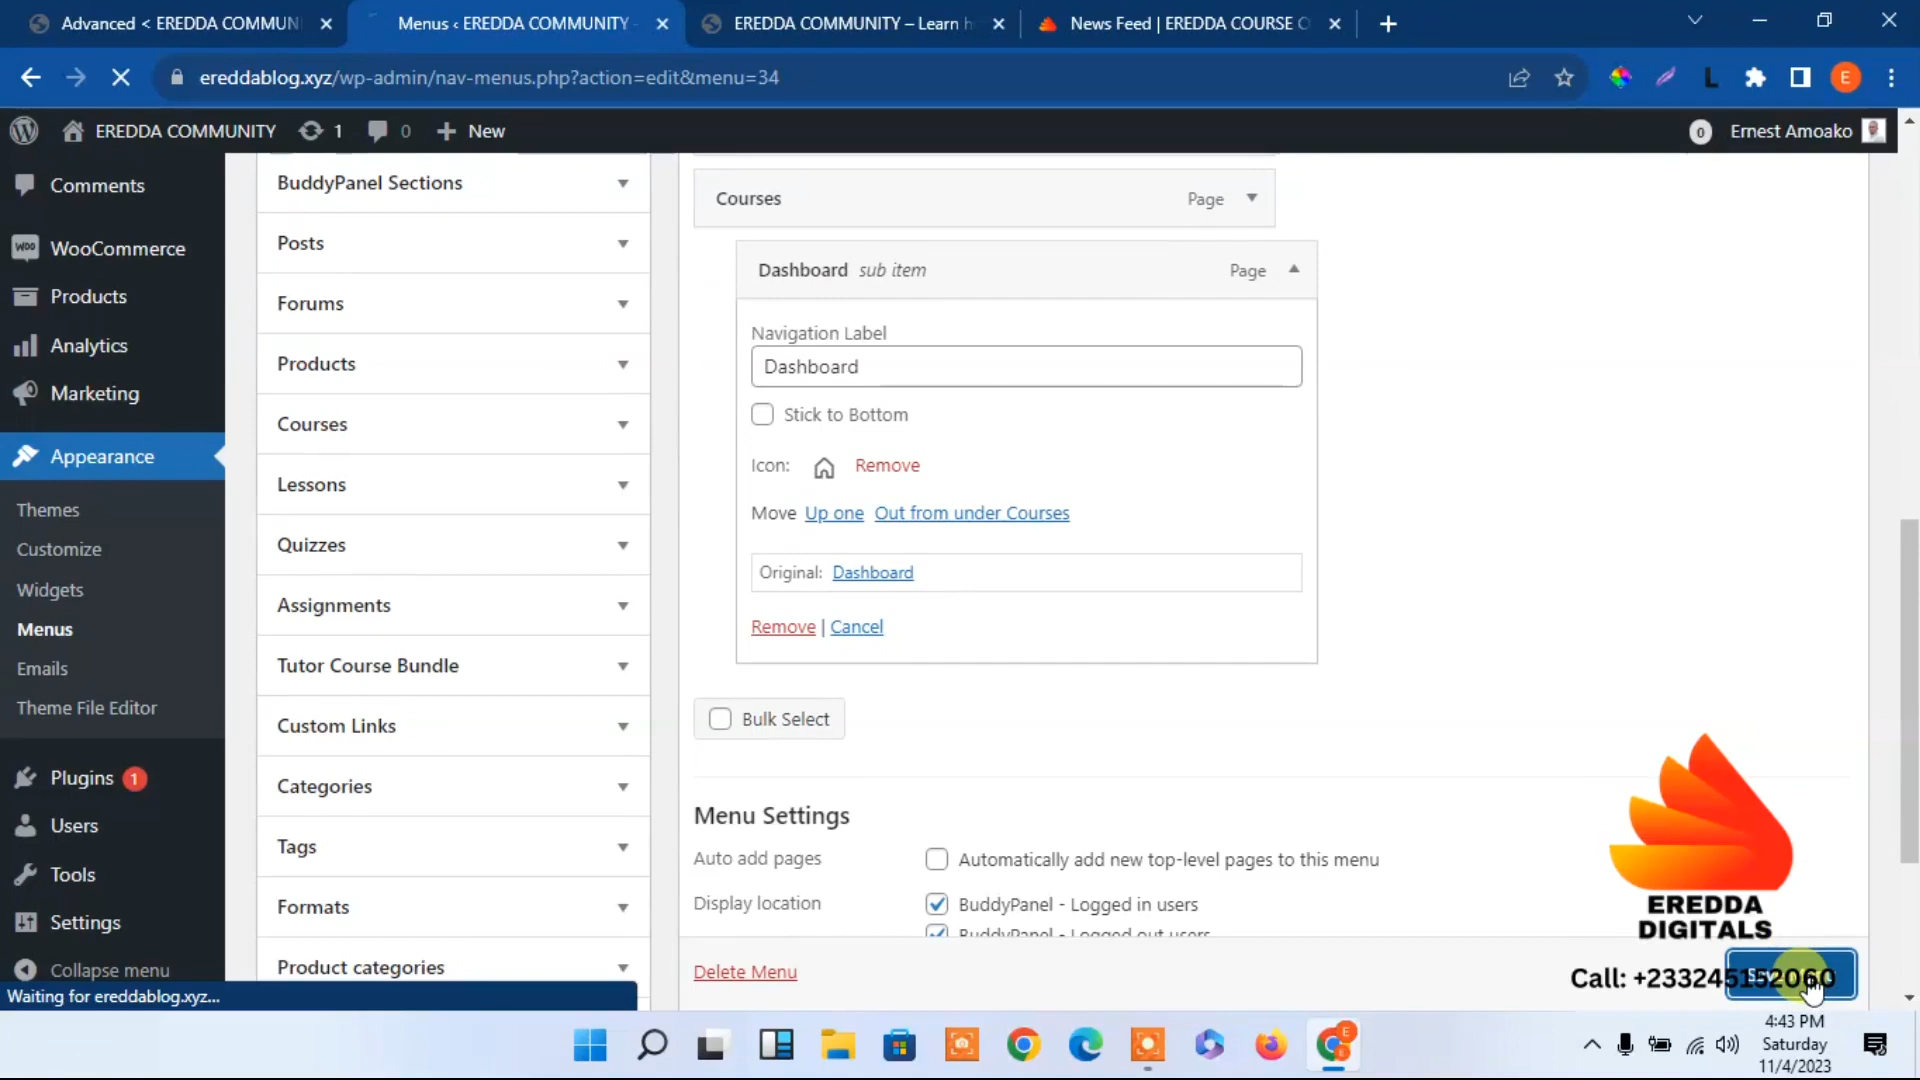 Advanced < EREDDA COMMUN
Menus ‹ EREDDA COMMUNITY
EREDDA COMMUNITY – Learn h
News Feed | EREDDA COURSE C
ereddablog.xyz/wp-admin/nav-menus.php?action=edit&menu=34
L
E
EREDDA COMMUNITY
1
0
New
0
Ernest Amoako
Comments
WooCommerce
Products
Analytics
Marketing
Appearance
Themes
Customize
Widgets
Menus
Emails
Theme File Editor
Plugins 1
Users
Tools
Settings
Collapse menu
Waiting for ereddablog.xyz...
BuddyPanel Sections
Posts
Forums
Products
Courses
Lessons
Quizzes
Assignments
Tutor Course Bundle
Custom Links
Categories
Tags
Formats
Product categories
Courses Page
Dashboard sub item Page
Navigation Label
Dashboard
Stick to Bottom
Icon: Remove
Move Up one Out from under Courses
Original: Dashboard
Remove | Cancel
Bulk Select
Menu Settings
Auto add pages
Automatically add new top-level pages to this menu
Display location
BuddyPanel - Logged in users
BuddyPanel - Logged out users
Delete Menu
EREDDA
DIGITALS
Call: +233245152060
4:43 PM
Saturday
11/4/2023